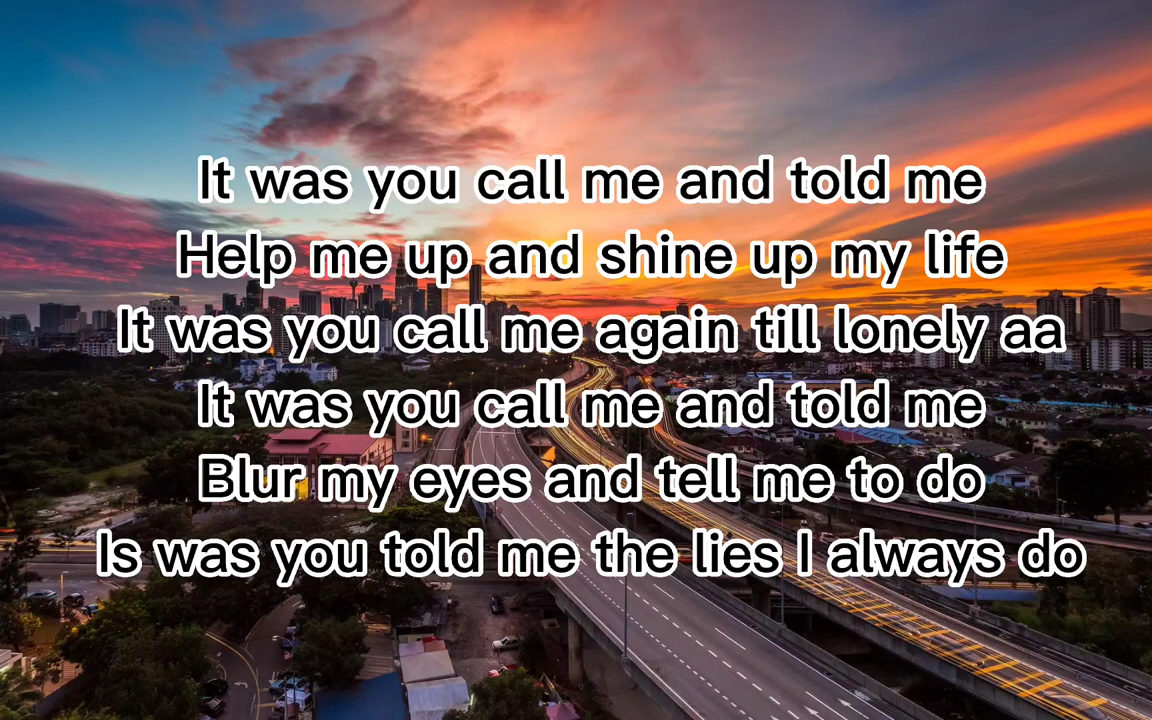 It was you call me and told me
Help me up and shine up my life
It was you call me again till lonely aa
It was you call me and told me
Blur my eyes and tell me to do
Is was you told me the lies I always do